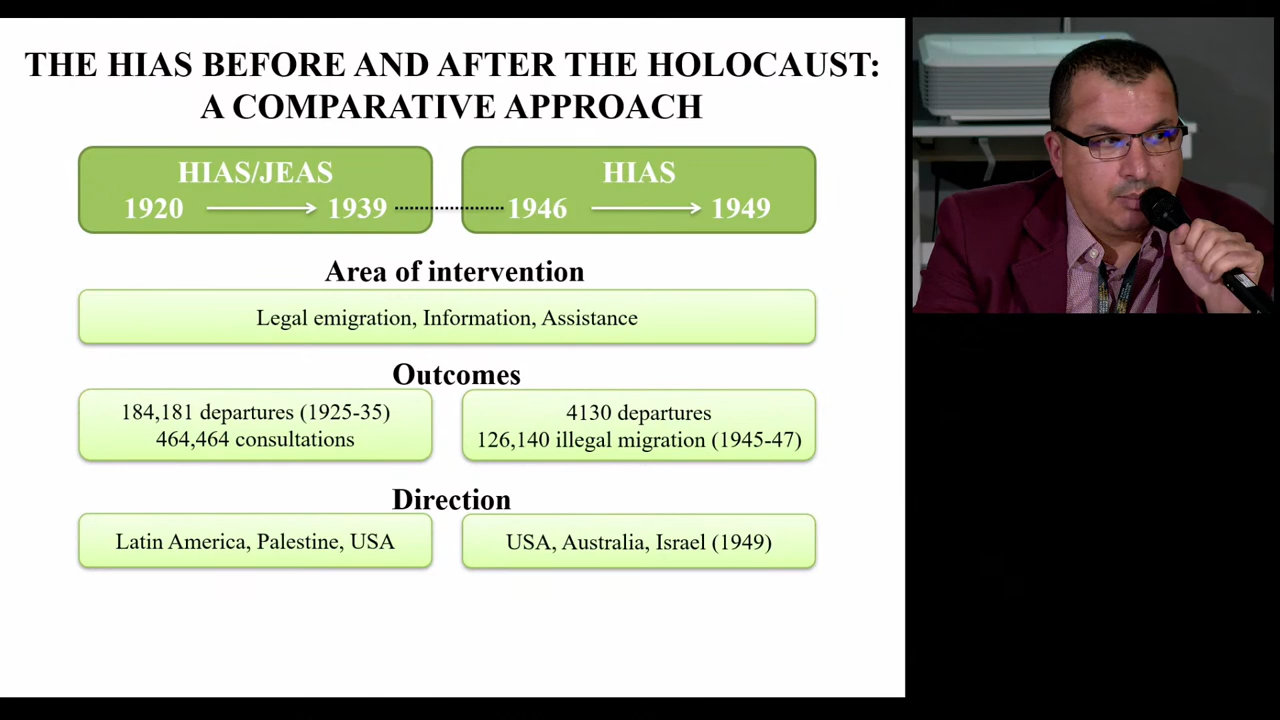 THE HIAS BEFORE AND AFTER THE HOLOCAUST:
A COMPARATIVE APPROACH
HIAS/JEAS
1920 1939
HIAS
1946 1949
Area of intervention
Legal emigration, Information, Assistance
Outcomes
184,181 departures (1925-35)
464,464 consultations
4130 departures
126,140 illegal migration (1945-47)
Direction
Latin America, Palestine, USA
USA, Australia, Israel (1949)